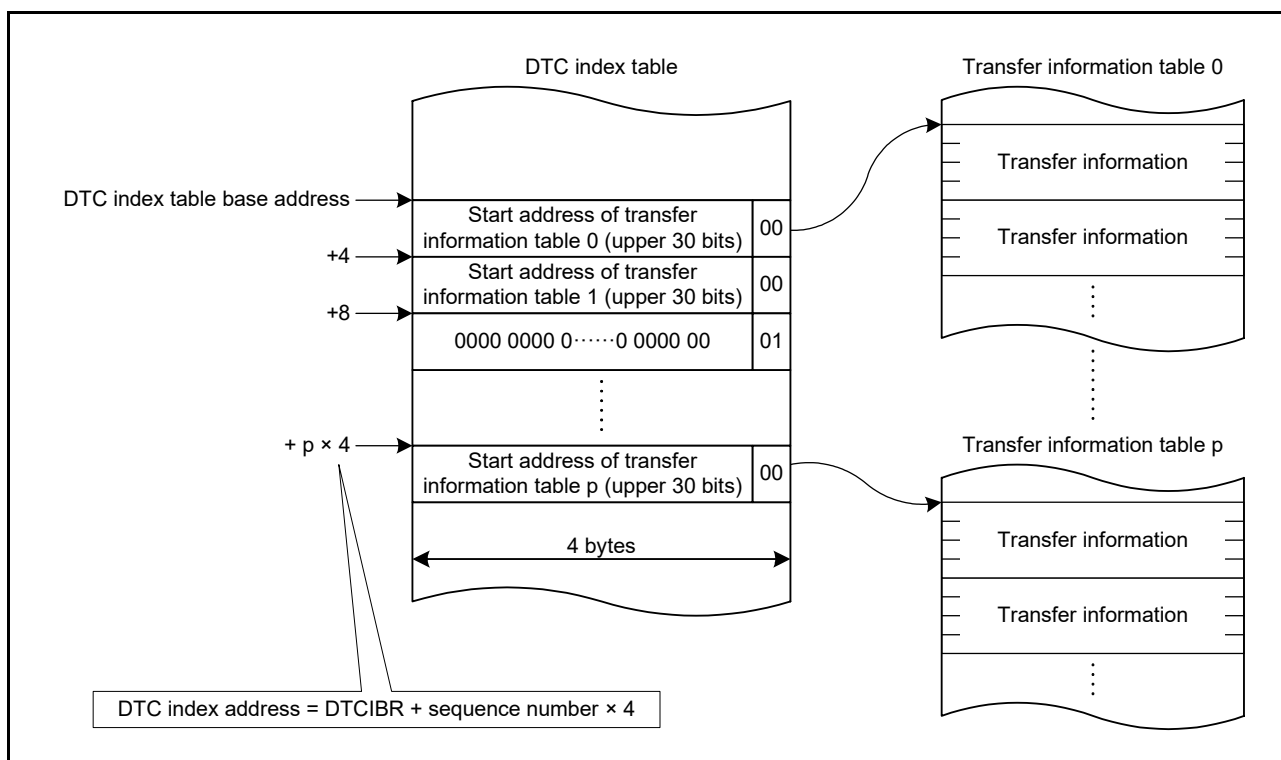 DTC index table
Transfer information table 0
DTC index table base address
Start address of transfer
information table 0 (upper 30 bits)
00
+4
Start address of transfer
information table 1 (upper 30 bits)
00
+8
0000 0000 0······0 0000 00
01
+ p × 4
Start address of transfer
information table p (upper 30 bits)
00
4 bytes
DTC index address = DTCIBR + sequence number × 4
Transfer information
Transfer information
Transfer information table p
Transfer information
Transfer information